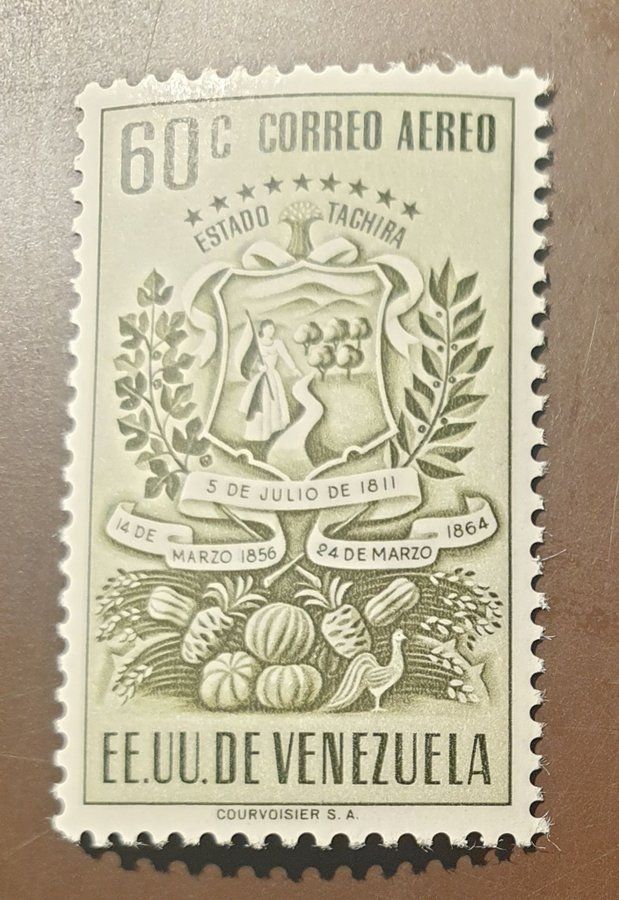 60c CORREO AEREO
ESTADO TACHIRA
5 DE JULIO DE 1811
14 DE MARZO 1856
24 DE MARZO 1864
EE.UU. DE VENEZUELA
COURVOISIER S. A.